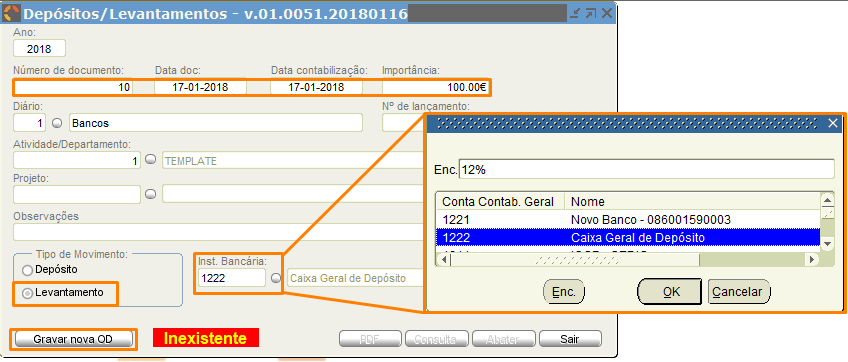 Depósitos/Levantamentos - v.01.0051.20180116
Ano:
2018
Número de documento: Data doc: Data contabilização: Importância:
10 17-01-2018 17-01-2018 100.00€
Diário: Nº de lançamento:
1 Bancos
Atividade/Departamento:
1 TEMPLATE
Projeto:
Observações
Tipo de Movimento:
Depósito
Levantamento
Inst. Bancária:
1222 Caixa Geral de Depósito
Gravar nova OD Inexistente PDF Consulta Abater Sair
Enc. 12%
Conta Contab. Geral Nome
1221 Novo Banco - 086001590003
1222 Caixa Geral de Depósito
Enc. OK Cancelar